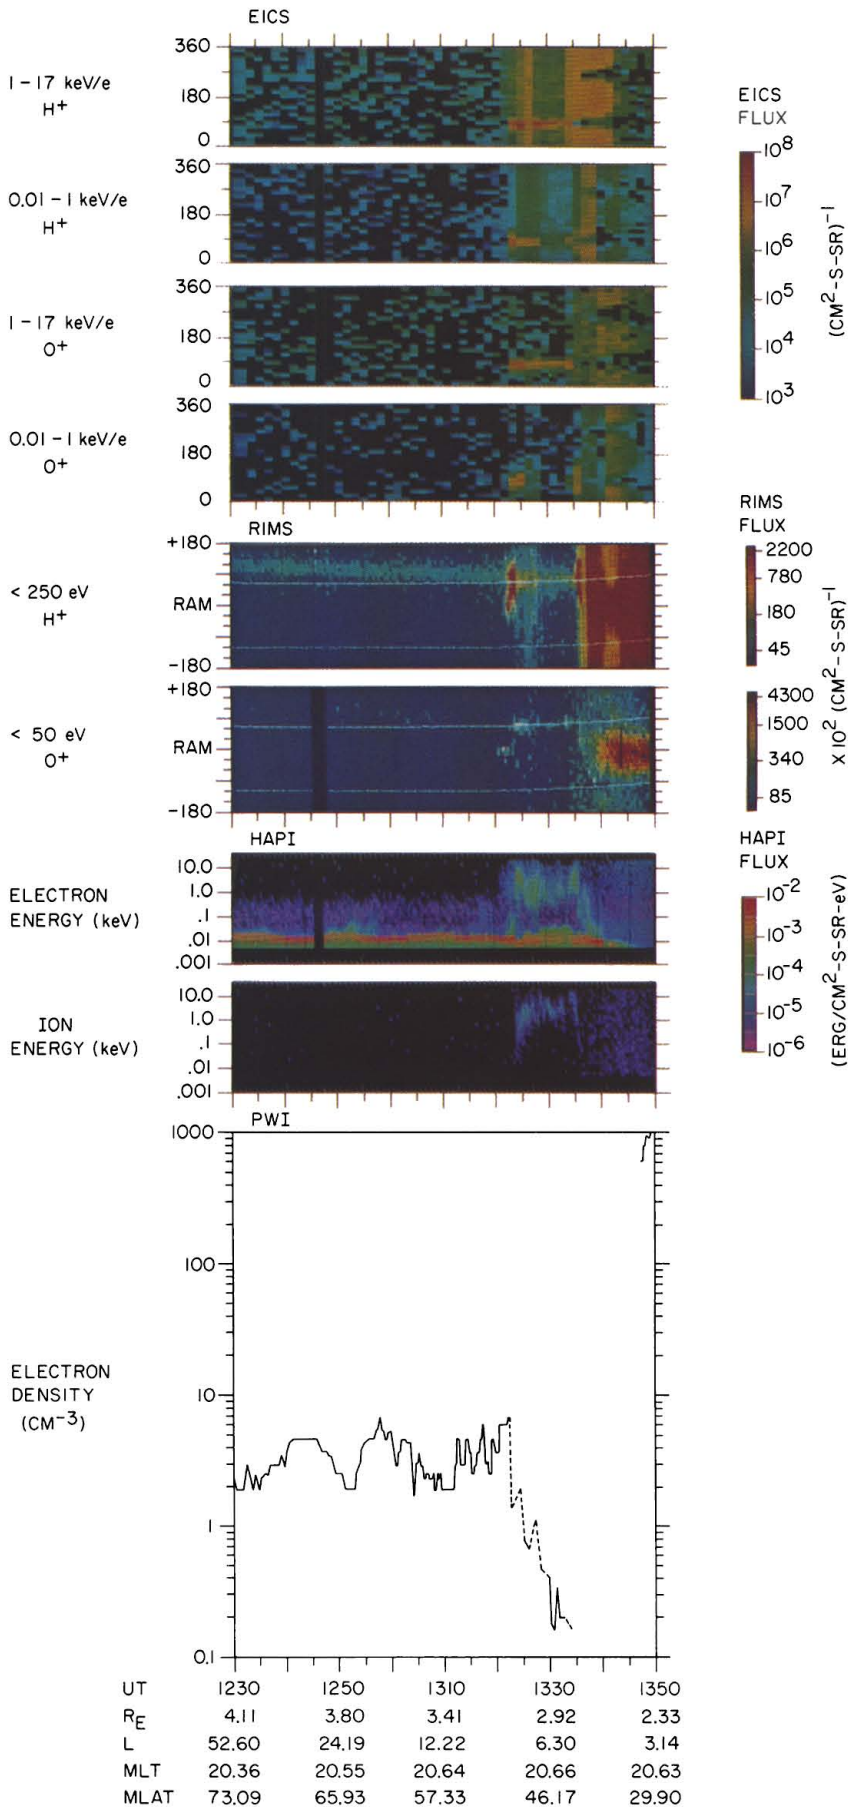 EICS
360
1 – 17 keV/e
H+
180
0
360
0.01 – 1 keV/e
H+
180
0
360
1 – 17 keV/e
O+
180
0
360
0.01 – 1 keV/e
O+
180
0
EICS
FLUX
10^8
10^7
10^6
10^5
10^4
10^3
(CM^2-S-SR)^-1
RIMS
+180
< 250 eV
H+
RAM
-180
+180
< 50 eV
O+
RAM
-180
RIMS
FLUX
2200
780
180
45
4300
1500
340
85
X 10^2 (CM^2-S-SR)^-1
HAPI
ELECTRON
ENERGY (keV)
10.0
1.0
.1
.01
.001
ION
ENERGY (keV)
10.0
1.0
.1
.01
.001
HAPI
FLUX
10^-2
10^-3
10^-4
10^-5
10^-6
(ERG/CM^2-S-SR-eV)
PWI
1000
100
10
1
0.1
ELECTRON
DENSITY
(CM^-3)
UT 1230 1250 1310 1330 1350
RE 4.11 3.80 3.41 2.92 2.33
L 52.60 24.19 12.22 6.30 3.14
MLT 20.36 20.55 20.64 20.66 20.63
MLAT 73.09 65.93 57.33 46.17 29.90